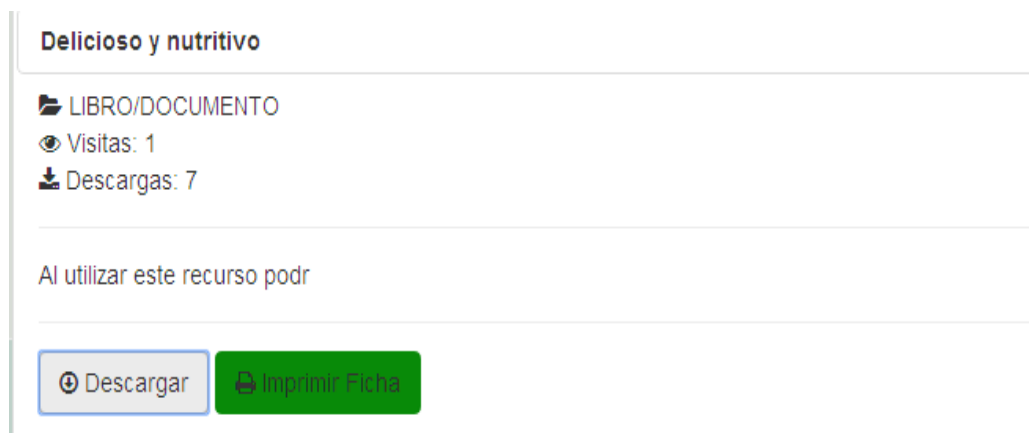 Delicioso y nutritivo
LIBRO/DOCUMENTO
Visitas: 1
Descargas: 7
Al utilizar este recurso podr
Descargar
Imprimir Ficha